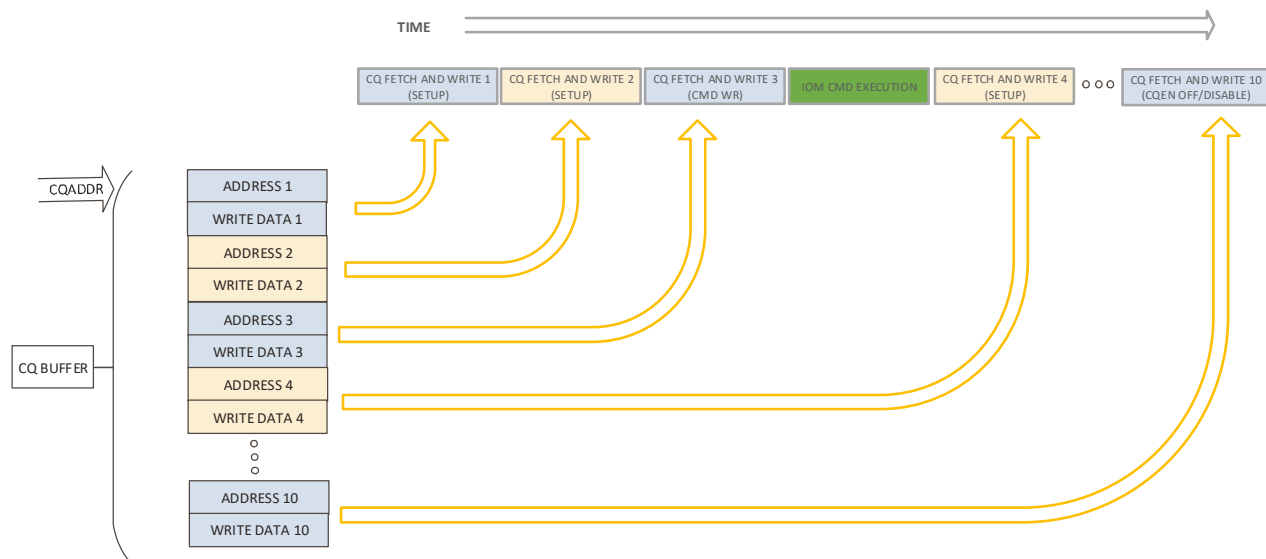 TIME
CQ FETCH AND WRITE 1
(SETUP)
CQ FETCH AND WRITE 2
(SETUP)
CQ FETCH AND WRITE 3
(CMD WR)
IOM CMD EXECUTION
CQ FETCH AND WRITE 4
(SETUP)
CQ FETCH AND WRITE 10
(CQEN OFF/DISABLE)
CQADDR
ADDRESS 1
WRITE DATA 1
ADDRESS 2
WRITE DATA 2
ADDRESS 3
WRITE DATA 3
CQ BUFFER
ADDRESS 4
WRITE DATA 4
ADDRESS 10
WRITE DATA 10